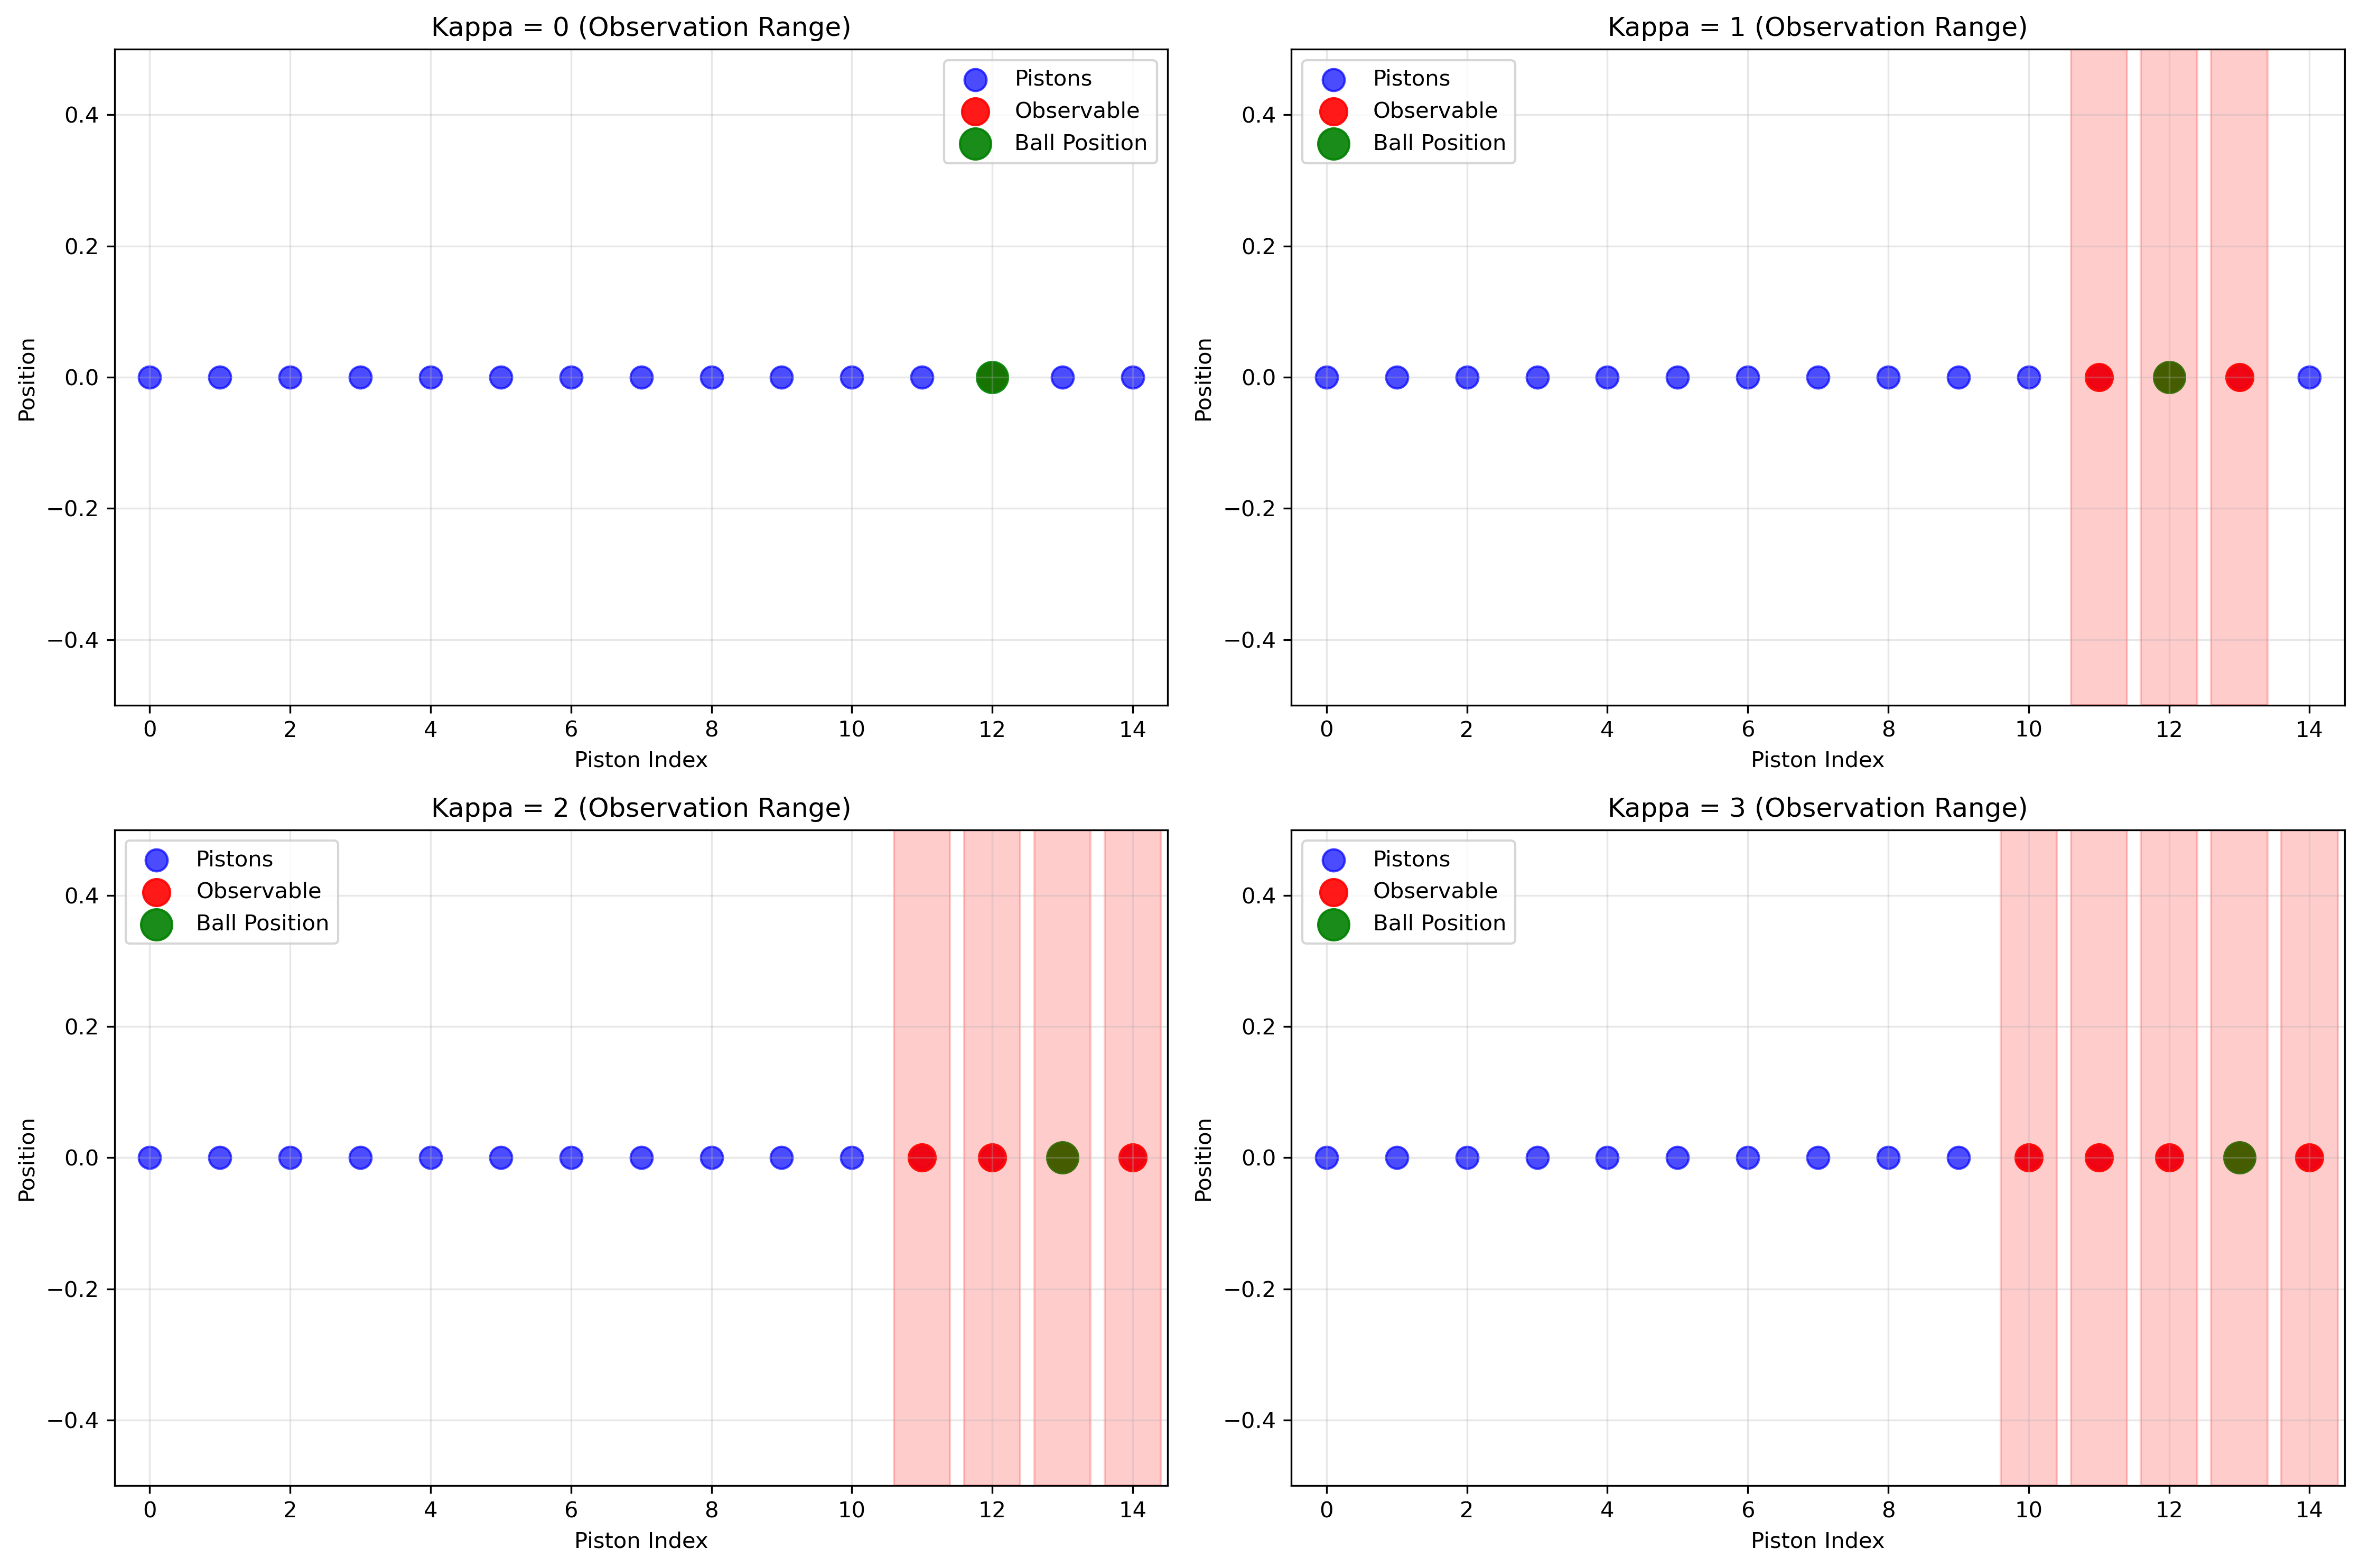 Kappa = 0 (Observation Range)
Pistons
Observable
Ball Position
0.4
0.2
0.0
−0.2
−0.4
Position
0 2 4 6 8 10 12 14
Piston Index
Kappa = 1 (Observation Range)
Pistons
Observable
Ball Position
0.4
0.2
0.0
−0.2
−0.4
Position
0 2 4 6 8 10 12 14
Piston Index
Kappa = 2 (Observation Range)
Pistons
Observable
Ball Position
0.4
0.2
0.0
−0.2
−0.4
Position
0 2 4 6 8 10 12 14
Piston Index
Kappa = 3 (Observation Range)
Pistons
Observable
Ball Position
0.4
0.2
0.0
−0.2
−0.4
Position
0 2 4 6 8 10 12 14
Piston Index